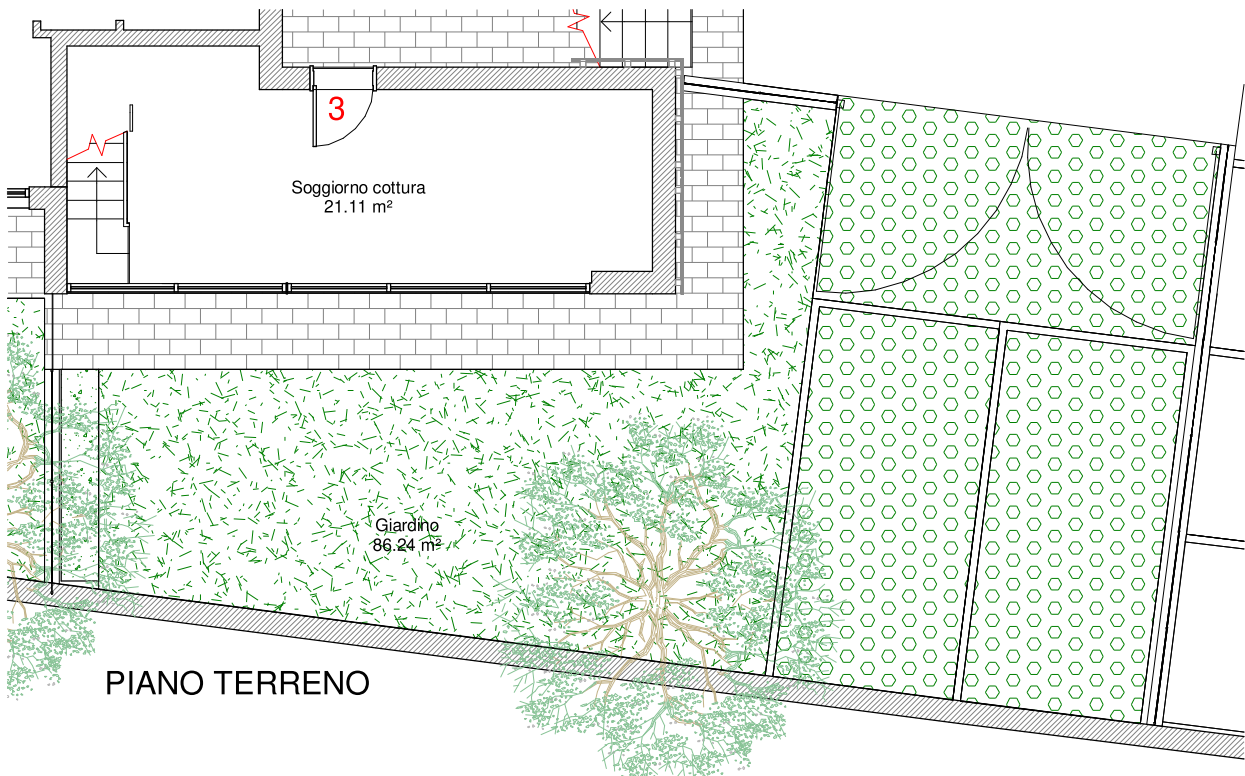 3
Soggiorno cottura
21.11 m²
Giardino
86.24 m²
PIANO TERRENO